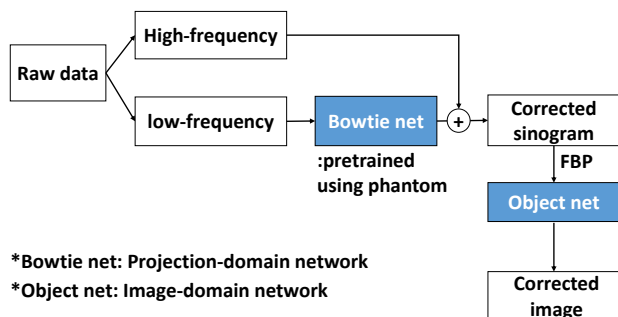 High-frequency
Raw data
low-frequency
Bowtie net
+
Corrected
sinogram
:pretrained
using phantom
FBP
Object net
*Bowtie net: Projection-domain network
*Object net: Image-domain network
Corrected
image